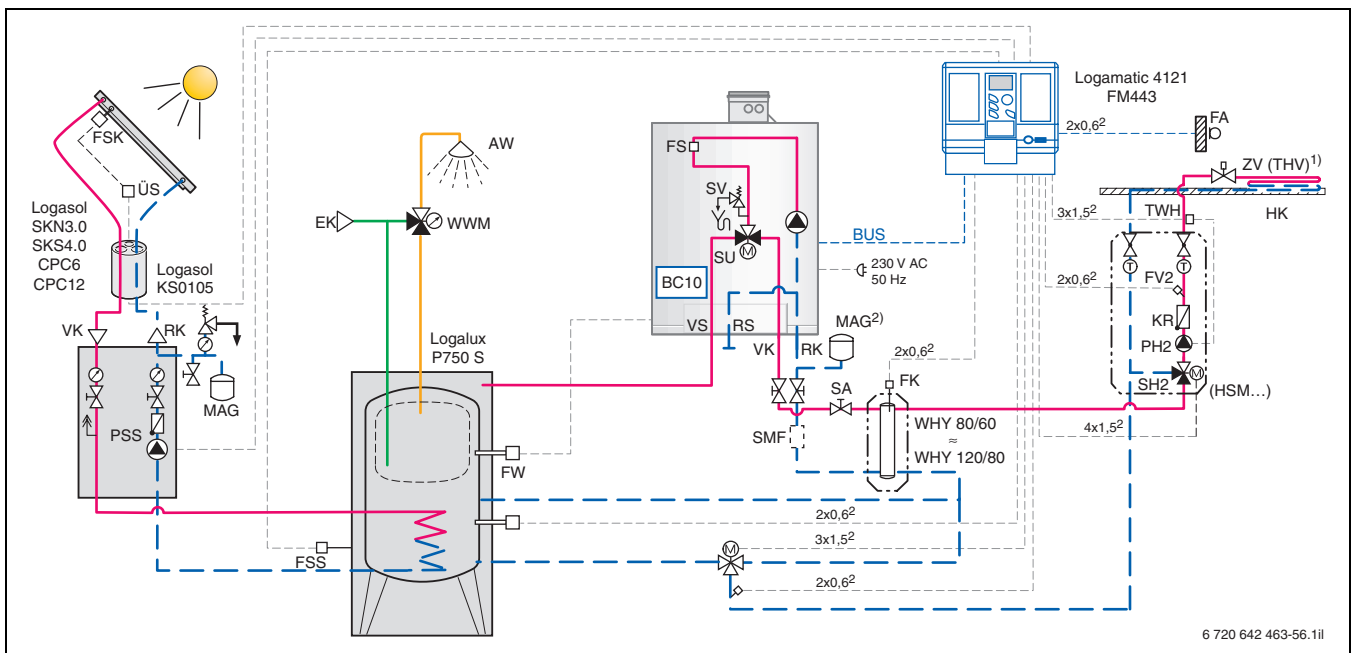 Logamatic 4121
FM443
2x0,6²
FA
FSK
ÜS
AW
FS
SV
ZV (THV)¹⁾
Logasol
SKN3.0
SKS4.0
CPC6
CPC12
EK
WWM
SU
M
BUS
3x1,5²
TWH
HK
Logasol
KS0105
BC10
230 V AC
50 Hz
T
T
FV2
2x0,6²
VK
RK
VS
RS
VK
RK
MAG²⁾
KR
PH2
Logalux
P750 S
2x0,6²
MAG
SA
FK
SH2
M
(HSM...)
PSS
SMF
WHY 80/60
≈
WHY 120/80
4x1,5²
FW
2x0,6²
3x1,5²
M
FSS
2x0,6²
6 720 642 463-56.1il